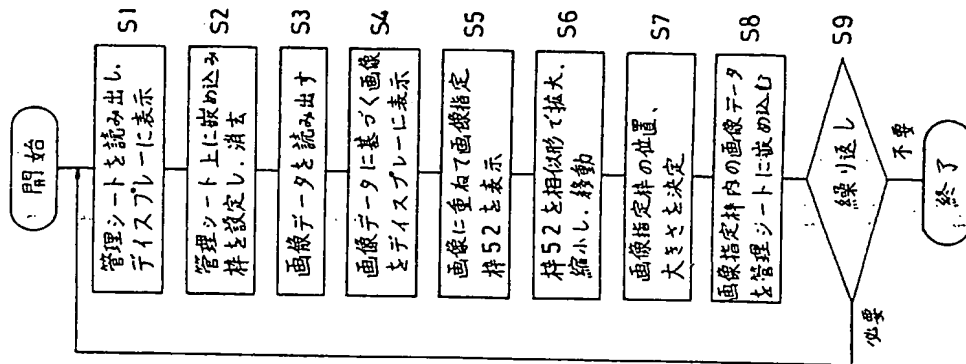 開始
管理シートを読み出し、
ディスプレーに表示
S1
管理シート上に嵌め込み
枠を設定し、消去
S2
画像データを読み出す
S3
画像データに基づく画像
をディスプレーに表示
S4
画像に重ねて画像指定
枠52を表示
S5
枠52を相似形で拡大、
縮小し、移動
S6
画像指定枠の位置、
大きさを決定
S7
画像指定枠内の画像データ
を管理シートに嵌め込む
S8
繰り返し
S9
必要
不要
終了